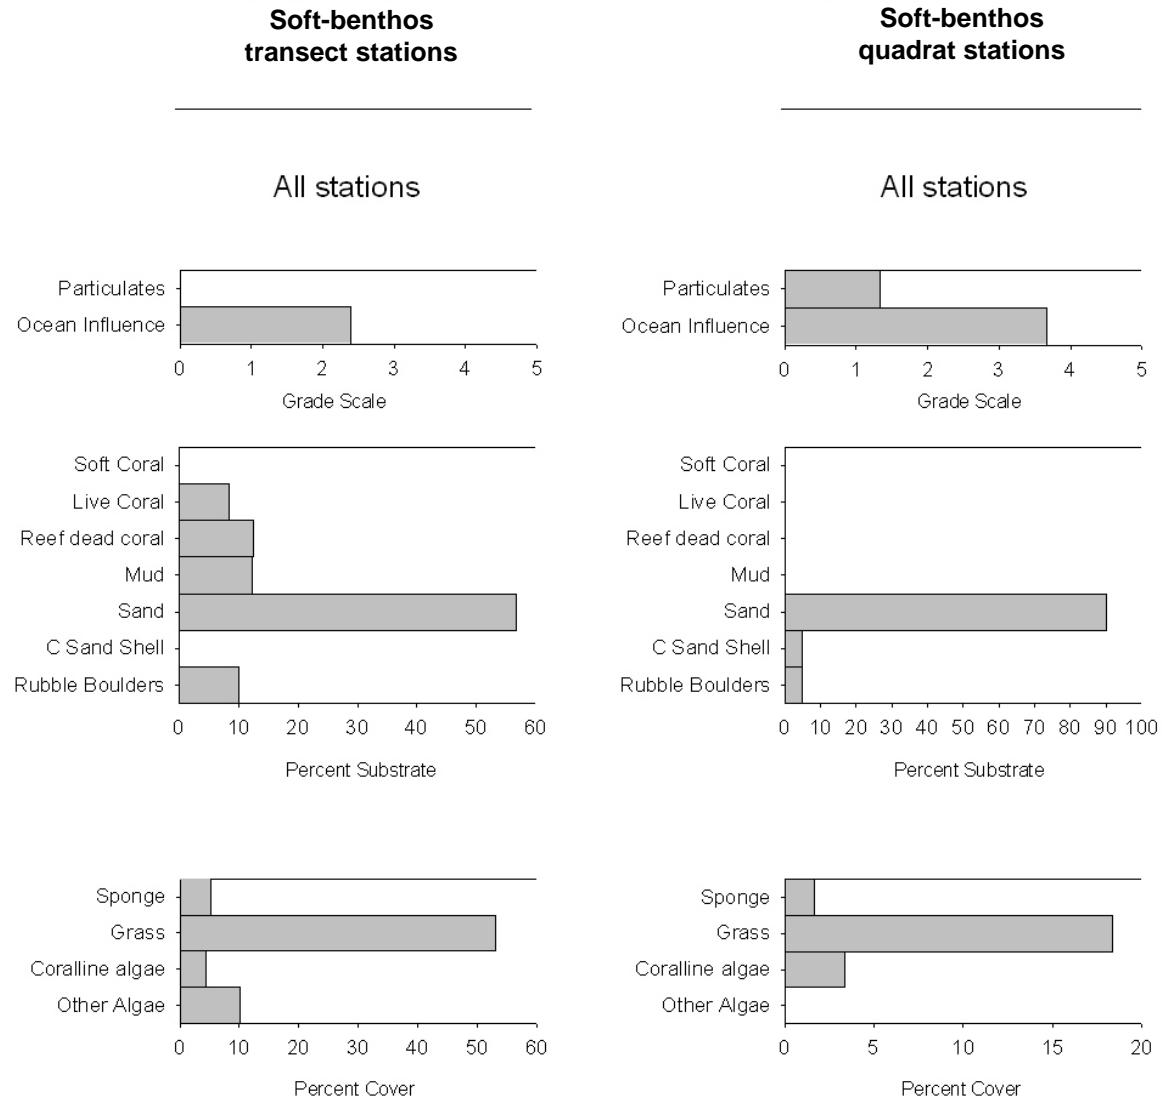 Soft-benthos
transect stations
All stations
Particulates
Ocean Influence
0 1 2 3 4 5
Grade Scale
Soft Coral
Live Coral
Reef dead coral
Mud
Sand
C Sand Shell
Rubble Boulders
0 10 20 30 40 50 60
Percent Substrate
Sponge
Grass
Coralline algae
Other Algae
0 10 20 30 40 50 60
Percent Cover
Soft-benthos
quadrat stations
All stations
Particulates
Ocean Influence
0 1 2 3 4 5
Grade Scale
Soft Coral
Live Coral
Reef dead coral
Mud
Sand
C Sand Shell
Rubble Boulders
0 10 20 30 40 50 60 70 80 90 100
Percent Substrate
Sponge
Grass
Coralline algae
Other Algae
0 5 10 15 20
Percent Cover